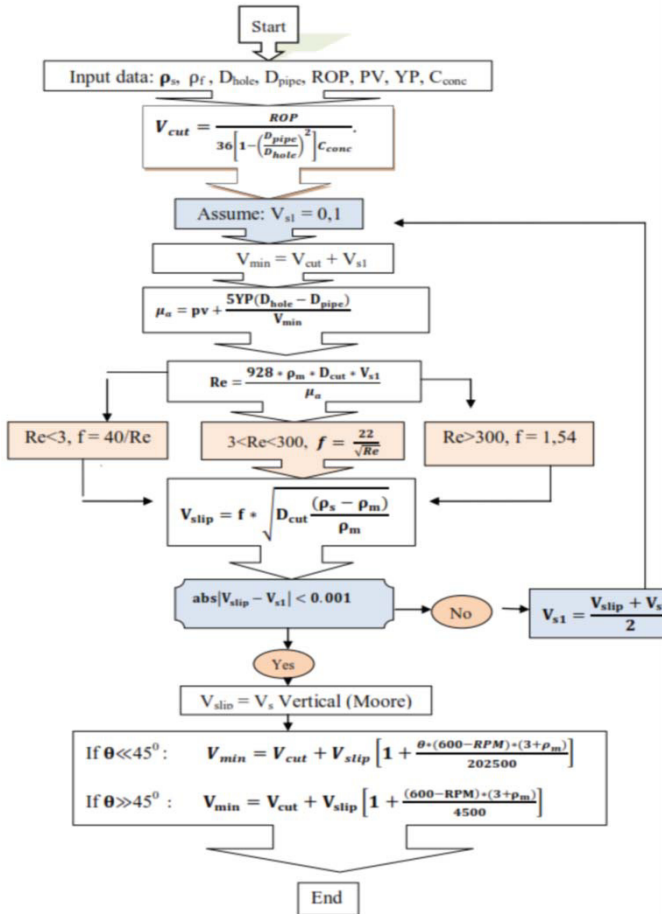 Start
Input data: ρs, ρf, Dhole, Dpipe, ROP, PV, YP, Cconc
Vcut = ROP / 36[1−(Dpipe/Dhole)²]Cconc.
Assume: Vs1 = 0,1
Vmin = Vcut + Vs1
μa = pv + 5YP(Dhole − Dpipe) / Vmin
Re = 928 * ρm * Dcut * Vs1 / μa
Re<3, f = 40/Re
3<Re<300, f = 22/√Re
Re>300, f = 1,54
Vslip = f * √(Dcut (ρs − ρm)/ρm)
abs|Vslip − Vs1| < 0.001
No
Vs1 = Vslip + Vs / 2
Yes
Vslip = Vs Vertical (Moore)
If θ≪45⁰: Vmin = Vcut + Vslip [1 + θ*(600−RPM)*(3+ρm) / 202500]
If θ≫45⁰: Vmin = Vcut + Vslip [1 + (600−RPM)*(3+ρm) / 4500]
End